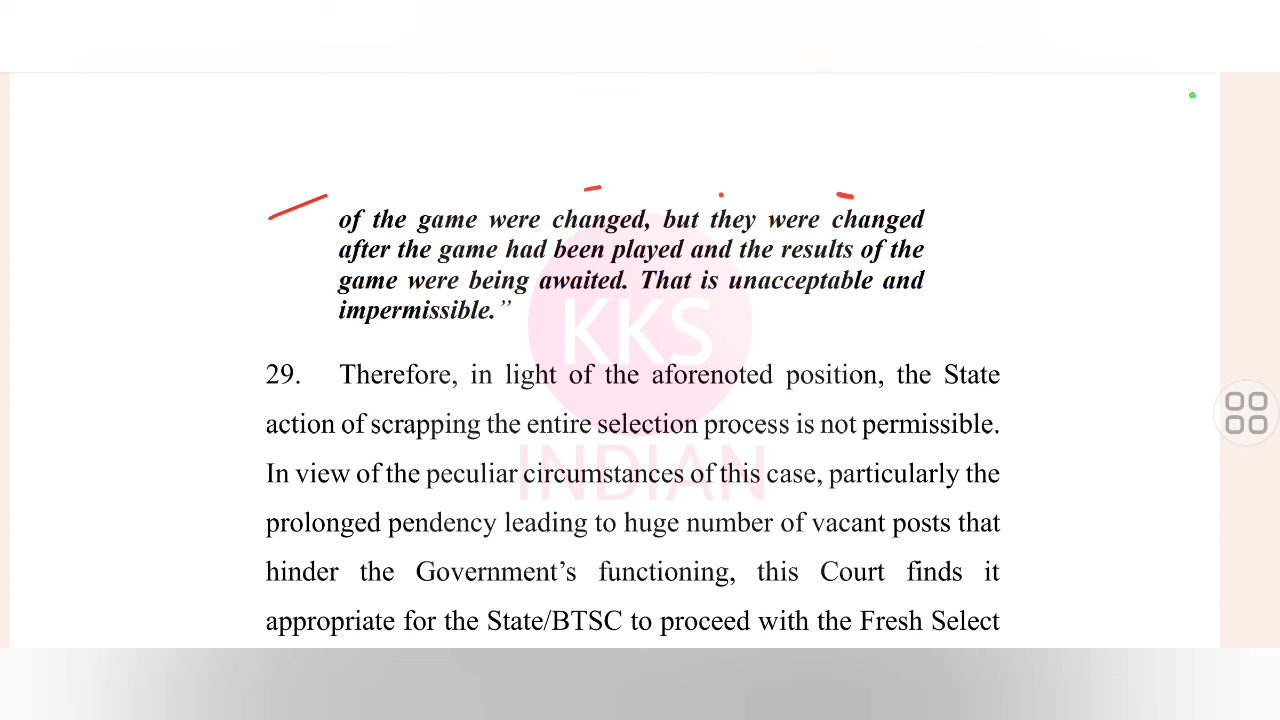 of the game were changed, but they were changed
after the game had been played and the results of the
game were being awaited. That is unacceptable and
impermissible.”
29. Therefore, in light of the aforenoted position, the State
action of scrapping the entire selection process is not permissible.
In view of the peculiar circumstances of this case, particularly the
prolonged pendency leading to huge number of vacant posts that
hinder the Government’s functioning, this Court finds it
appropriate for the State/BTSC to proceed with the Fresh Select
KKS
INDIAN